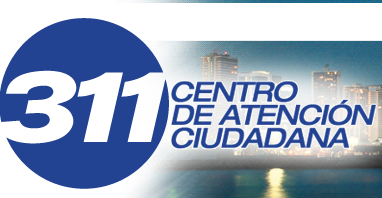 311
CENTRO
DE ATENCIÓN
CIUDADANA